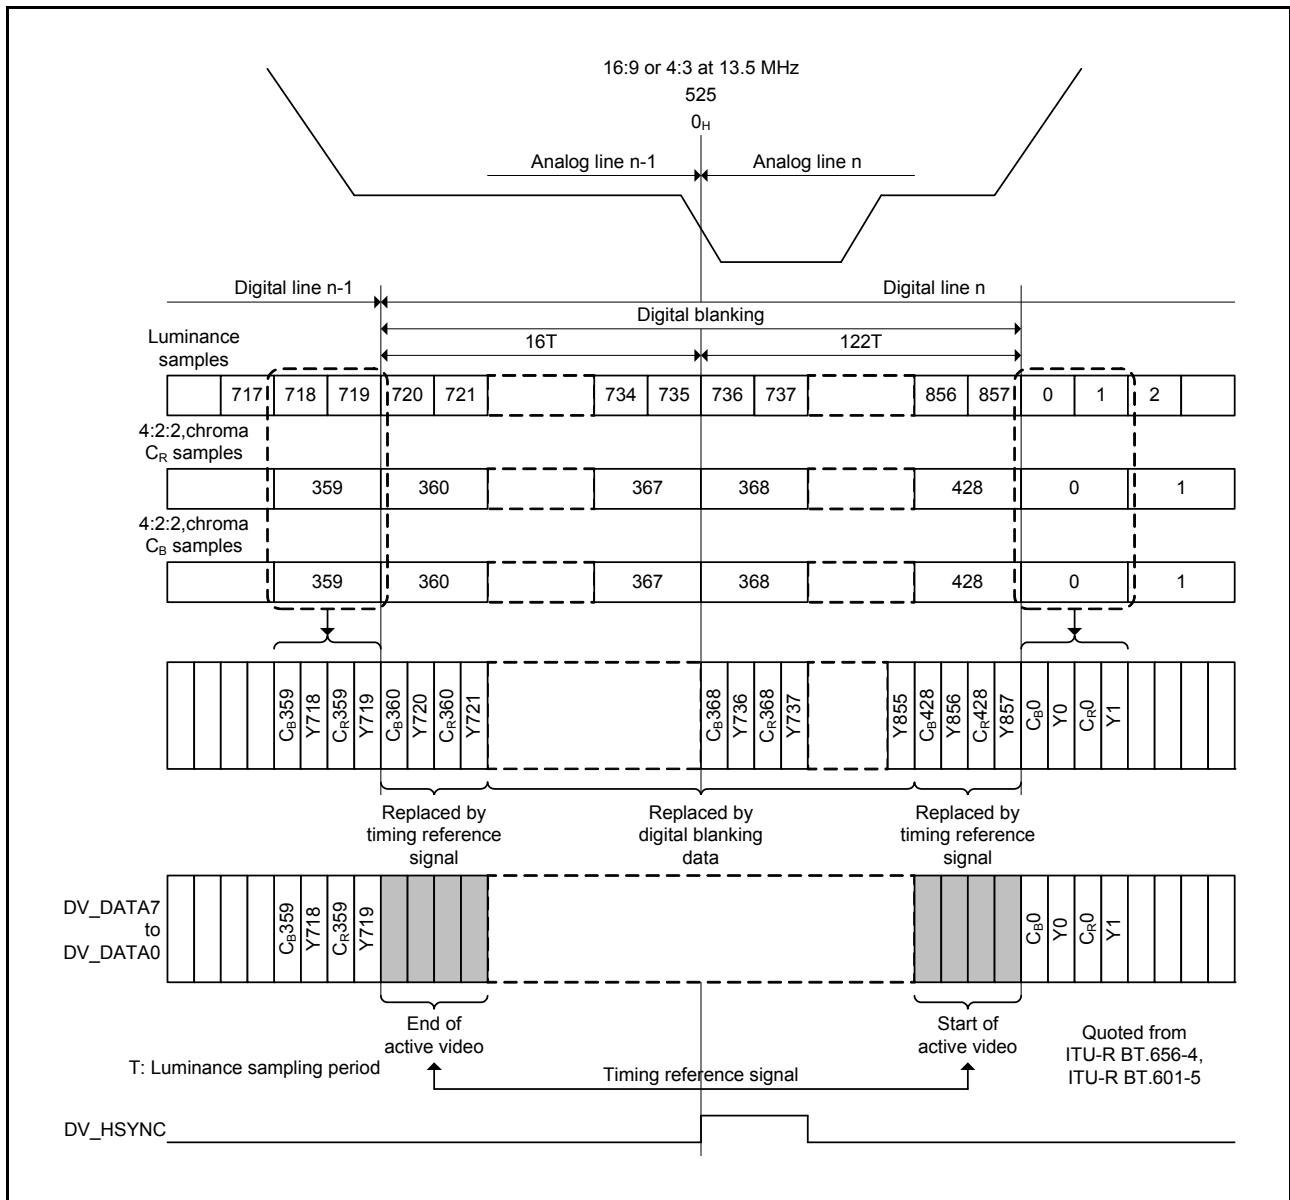 16:9 or 4:3 at 13.5 MHz
525
0H
Analog line n-1
Analog line n
Digital line n-1
Digital line n
Digital blanking
Luminance
samples
16T
122T
717 718 719 720 721 734 735 736 737 856 857 0 1 2
4:2:2,chroma
CR samples
359 360 367 368 428 0 1
4:2:2,chroma
CB samples
359 360 367 368 428 0 1
CB359 Y718 CR359 Y719 CB360 Y720 CR360 Y721 CB368 Y736 CR368 Y737 Y855 CB428 Y856 CR428 Y857 CB0 Y0 CR0 Y1
Replaced by
timing reference
signal
Replaced by
digital blanking
data
Replaced by
timing reference
signal
DV_DATA7
to
DV_DATA0
CB359 Y718 CR359 Y719 CB0 Y0 CR0 Y1
End of
active video
Start of
active video
Quoted from
ITU-R BT.656-4,
ITU-R BT.601-5
T: Luminance sampling period
Timing reference signal
DV_HSYNC